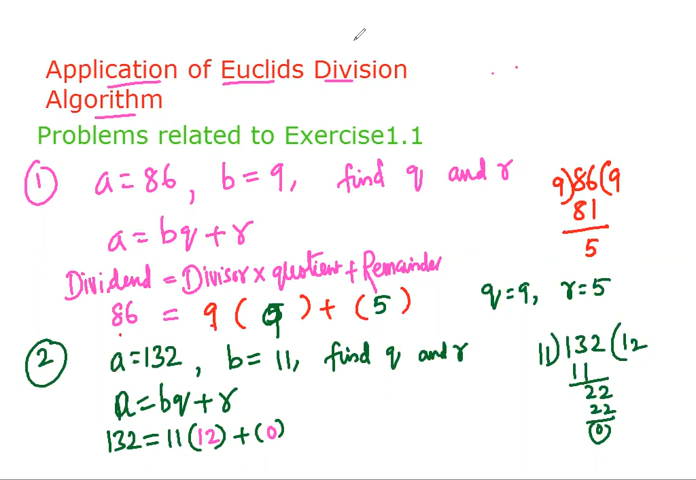 Application of Euclids Division
Algorithm
Problems related to Exercise1.1
1 a=86, b=9, find q and r
a=bq+r
Dividend = Divisor x quotient + Remainder
86 = 9 ( 9 ) + ( 5 )
9)86(9
81
5
q=9, r=5
2 a=132, b=11, find q and r
a=bq+r
132=11(12)+(0)
11)132(12
11
22
22
0